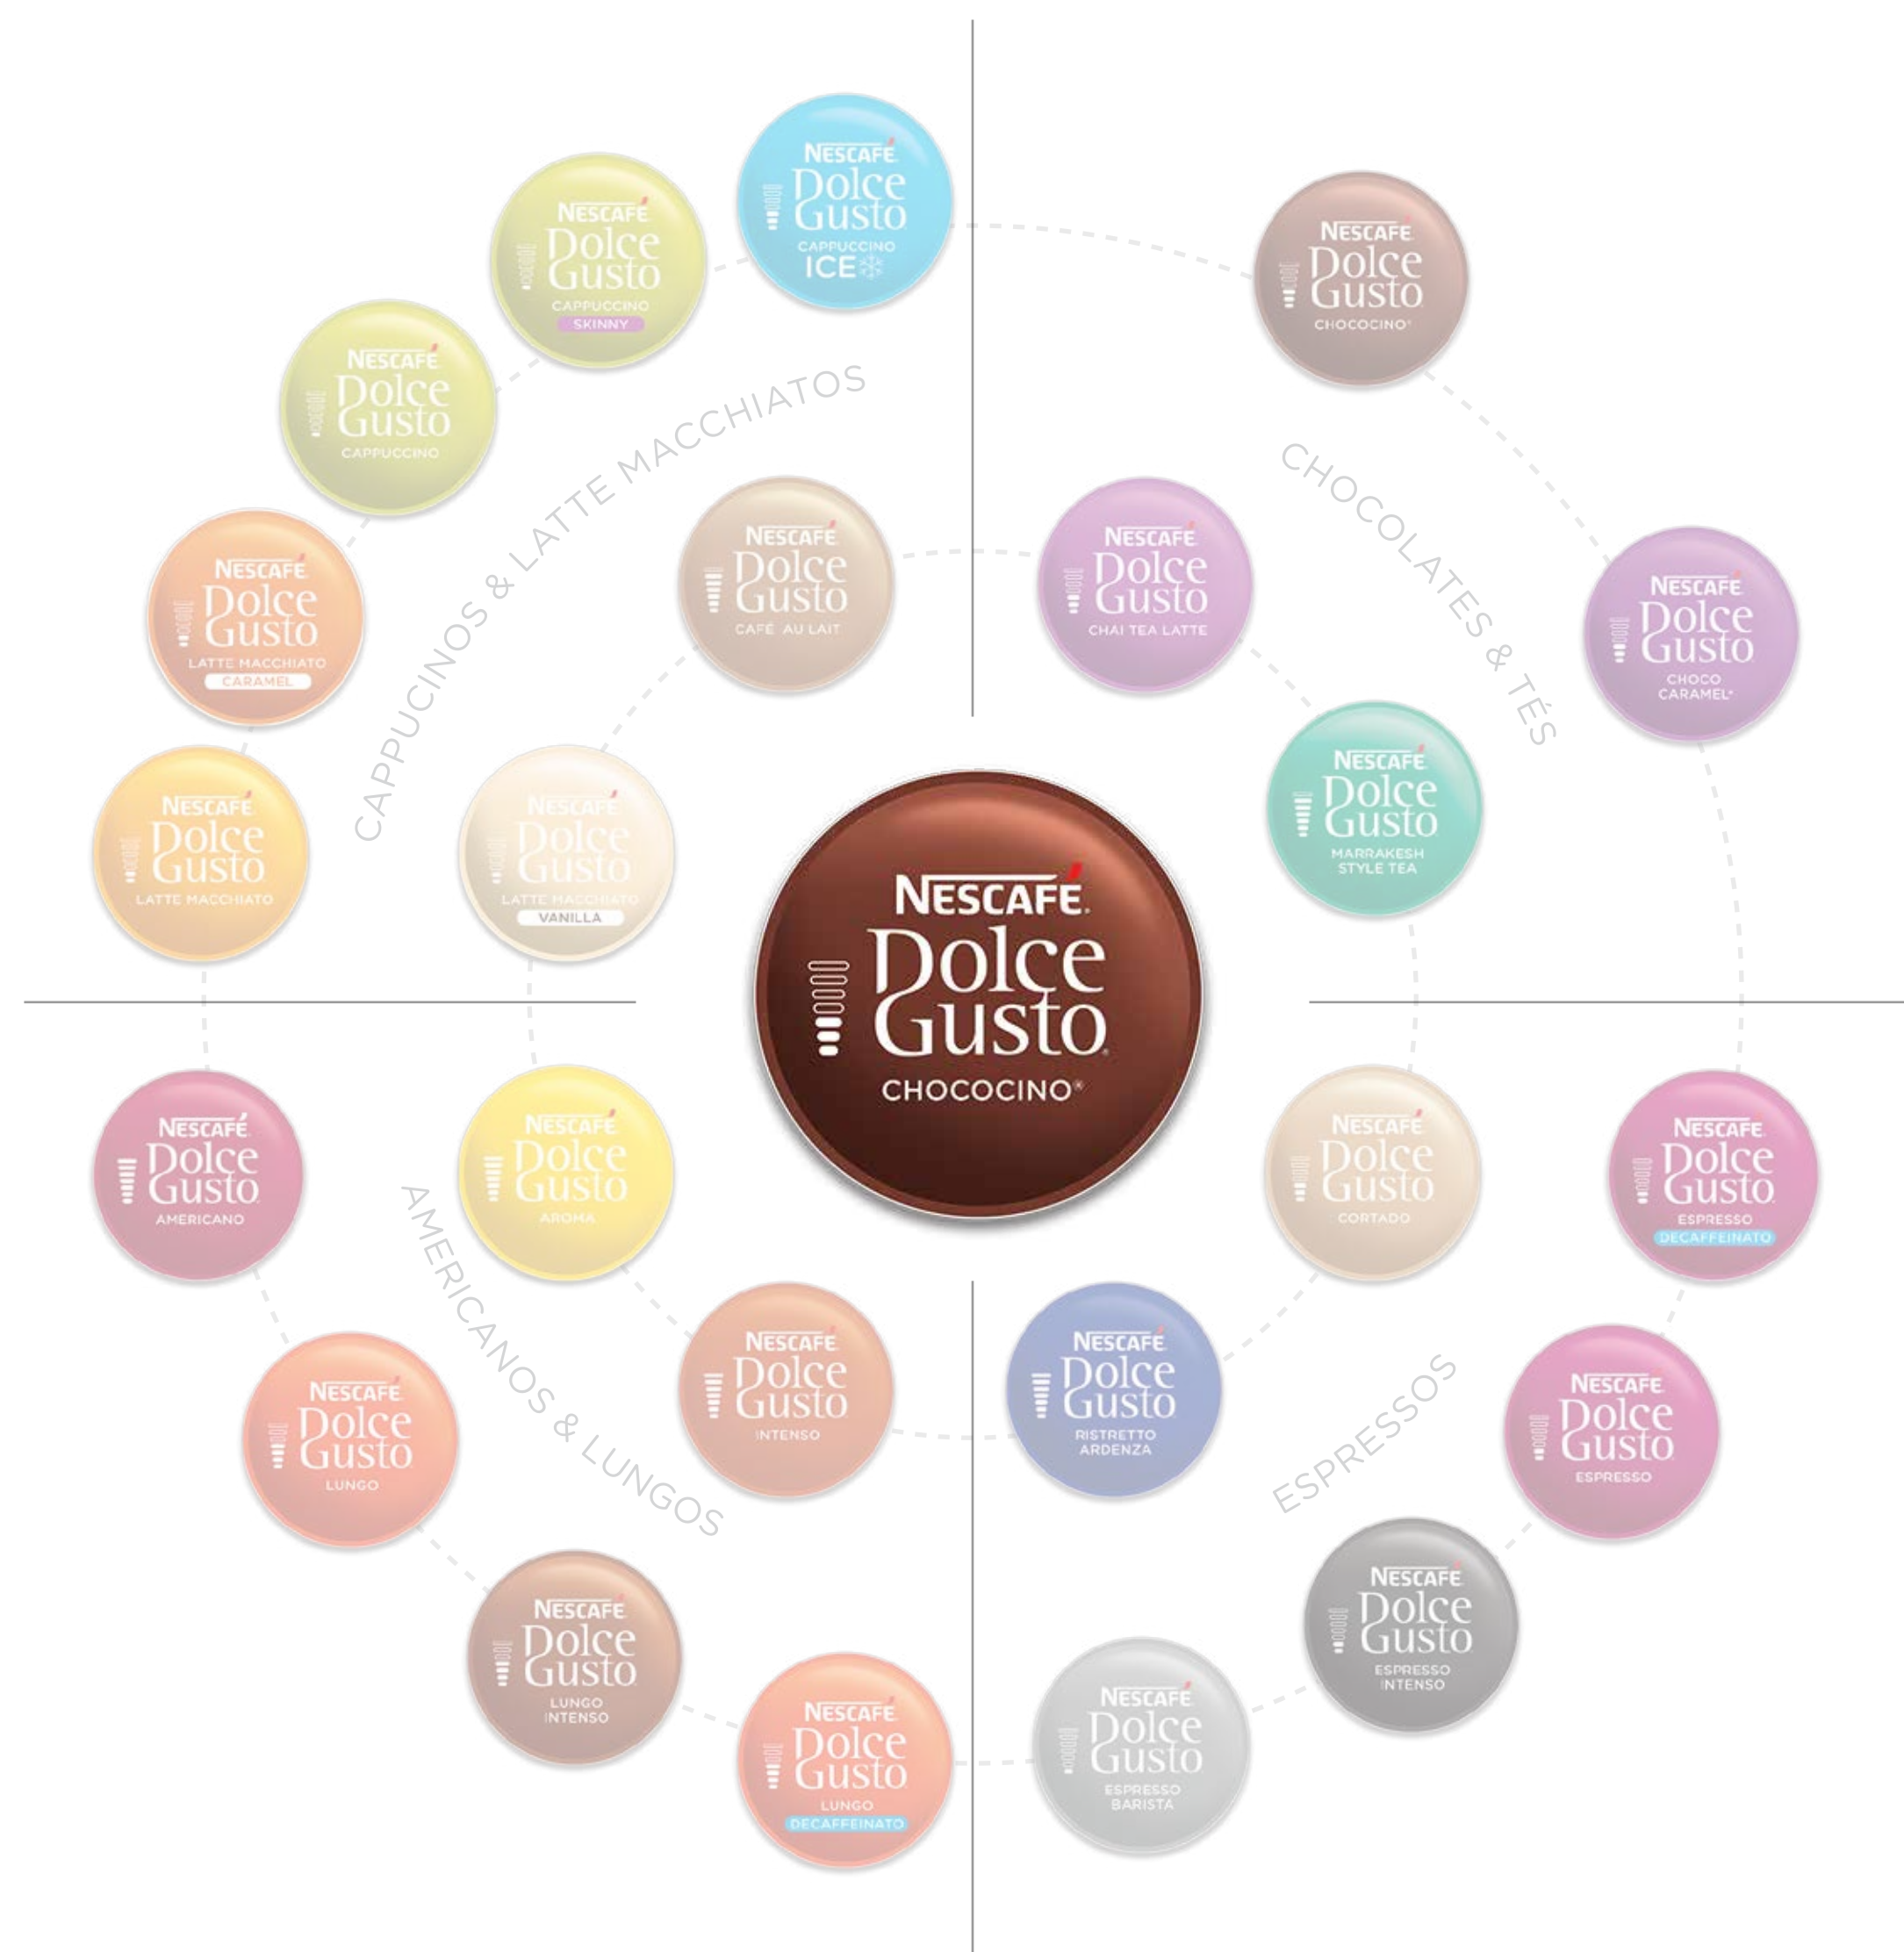 NESCAFÉ
Dolce
Gusto
CAPPUCCINO
ICE
NESCAFÉ
Dolce
Gusto
CAPPUCCINO
SKINNY
NESCAFÉ
Dolce
Gusto
CAPPUCCINO
NESCAFÉ
Dolce
Gusto
LATTE MACCHIATO
CARAMEL
NESCAFÉ
Dolce
Gusto
LATTE MACCHIATO
CAPPUCINOS & LATTE MACCHIATOS
NESCAFÉ
Dolce
Gusto
CAFÉ AU LAIT
NESCAFÉ
Dolce
Gusto
LATTE MACCHIATO
VANILLA
NESCAFÉ
Dolce
Gusto
CHOCOCINO®
NESCAFÉ
Dolce
Gusto
CHOCO
CARAMEL*
CHOCOLATES & TÉS
NESCAFÉ
Dolce
Gusto
CHAI TEA LATTE
NESCAFÉ
Dolce
Gusto
MARRAKESH
STYLE TEA
NESCAFÉ®
Dolce
Gusto®
CHOCOCINO®
NESCAFÉ
Dolce
Gusto
AMERICANO
NESCAFÉ
Dolce
Gusto
AROMA
AMERICANOS & LUNGOS
NESCAFÉ
Dolce
Gusto
INTENSO
NESCAFÉ
Dolce
Gusto
LUNGO
NESCAFÉ
Dolce
Gusto
LUNGO
INTENSO
NESCAFÉ
Dolce
Gusto
LUNGO
DECAFFEINATO
NESCAFÉ
Dolce
Gusto
CORTADO
NESCAFÉ
Dolce
Gusto
ESPRESSO
DECAFFEINATO
NESCAFÉ
Dolce
Gusto
RISTRETTO
ARDENZA
ESPRESSOS
NESCAFÉ
Dolce
Gusto
ESPRESSO
NESCAFÉ
Dolce
Gusto
ESPRESSO
INTENSO
NESCAFÉ
Dolce
Gusto
ESPRESSO
BARISTA